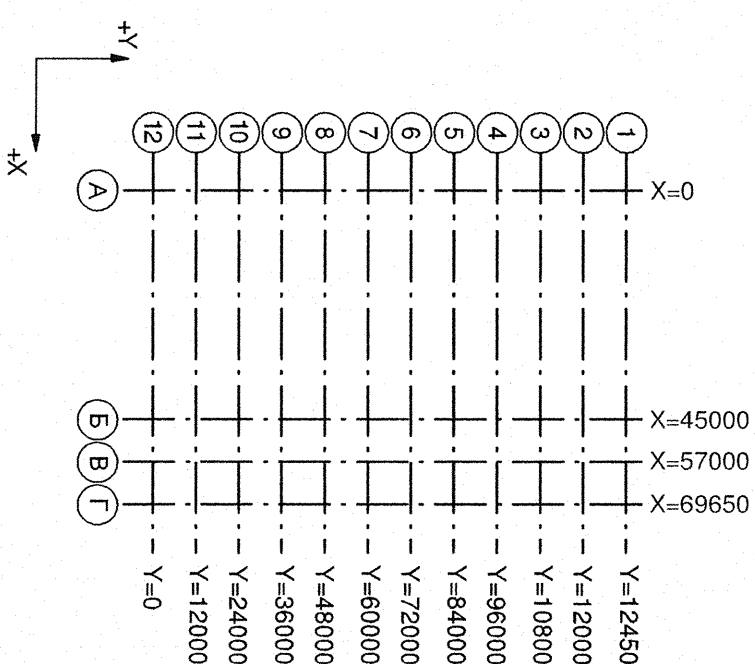 +Y
+X
12
11
10
9
8
7
6
5
4
3
2
1
А
X=0
Б
X=45000
В
X=57000
Г
X=69650
Y=0
Y=12000
Y=24000
Y=36000
Y=48000
Y=60000
Y=72000
Y=84000
Y=96000
Y=10800
Y=12000
Y=12450